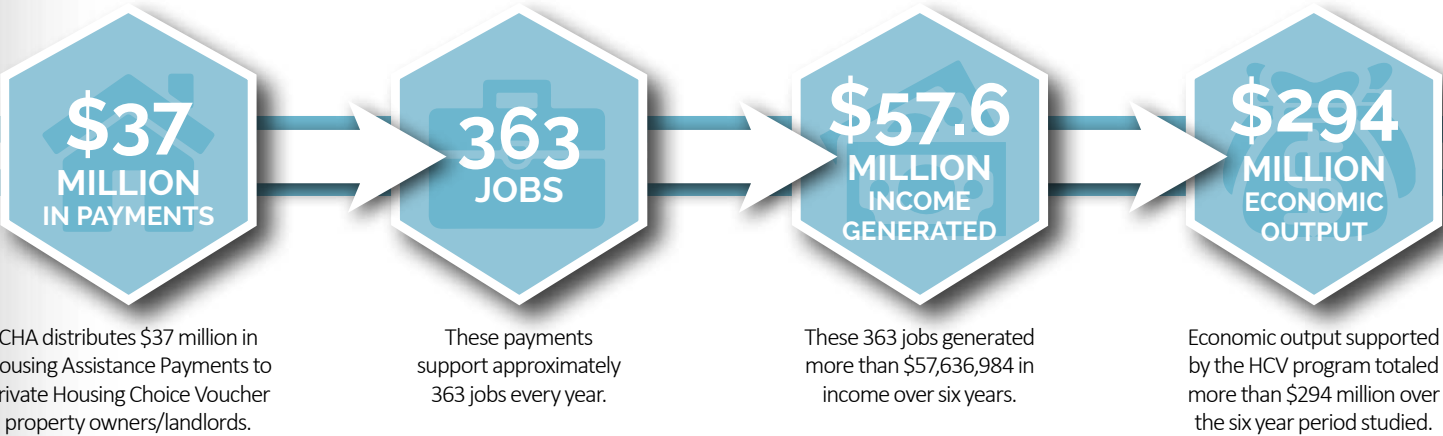 $37
MILLION
IN PAYMENTS
CHA distributes $37 million in
ousing Assistance Payments to
rivate Housing Choice Voucher
property owners/landlords.
363
JOBS
These payments
support approximately
363 jobs every year.
$57.6
MILLION
INCOME
GENERATED
These 363 jobs generated
more than $57,636,984 in
income over six years.
$294
MILLION
ECONOMIC
OUTPUT
Economic output supported
by the HCV program totaled
more than $294 million over
the six year period studied.